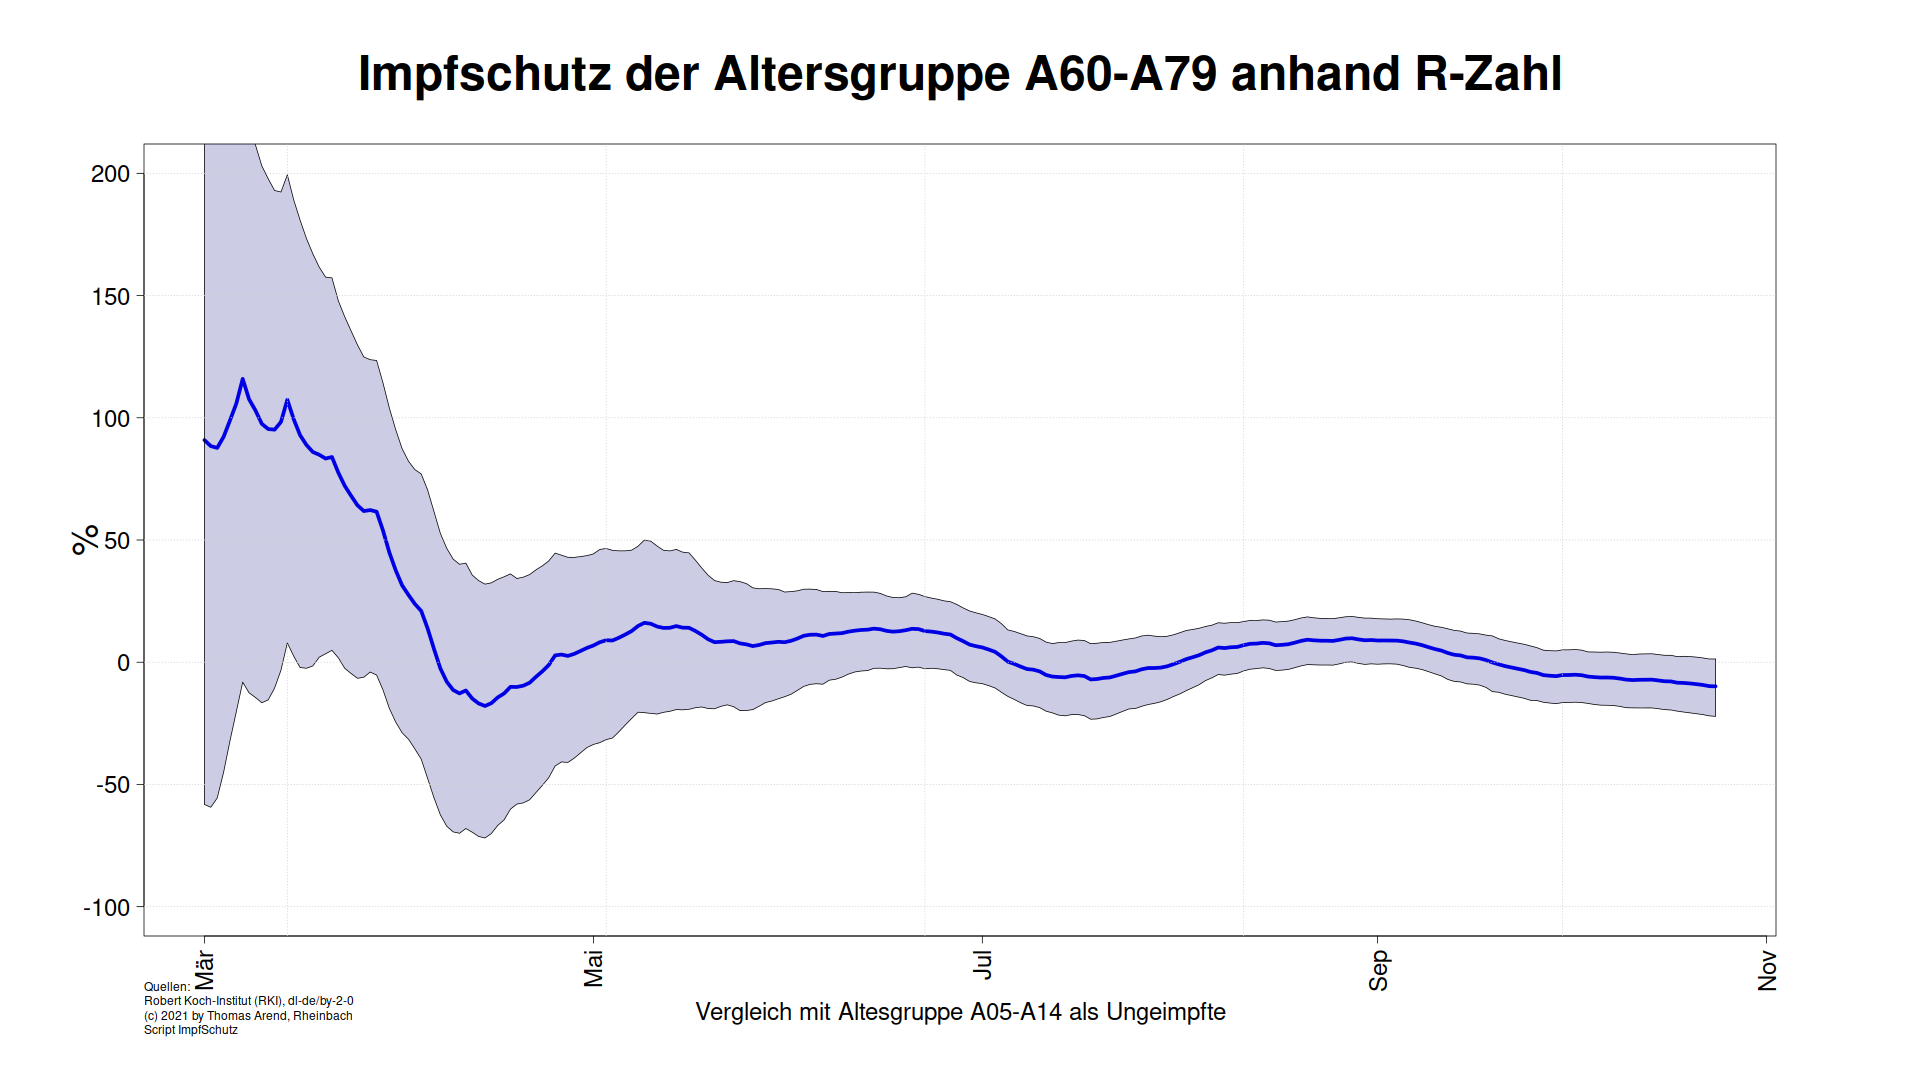 Impfschutz der Altersgruppe A60-A79 anhand R-Zahl
%
200
150
100
50
0
-50
-100
Mär
Mai
Jul
Sep
Nov
Vergleich mit Altesgruppe A05-A14 als Ungeimpfte
Quellen:
Robert Koch-Institut (RKI), dl-de/by-2-0
(c) 2021 by Thomas Arend, Rheinbach
Script ImpfSchutz